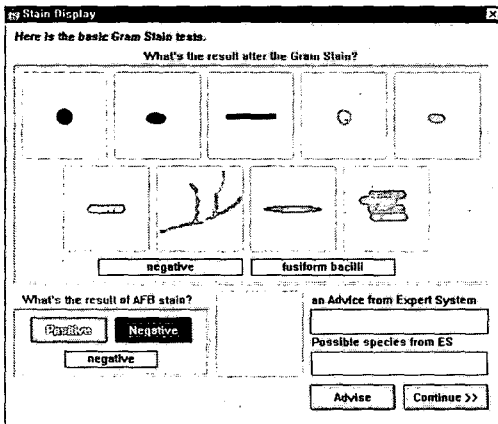 Stain Display
Here is the basic Gram Stain tests.
What's the result after the Gram Stain?
negative
fusiform bacilli
What's the result of AFB stain?
Positive
Negative
negative
an Advice from Expert System
Possible species from ES
Advise
Continue >>